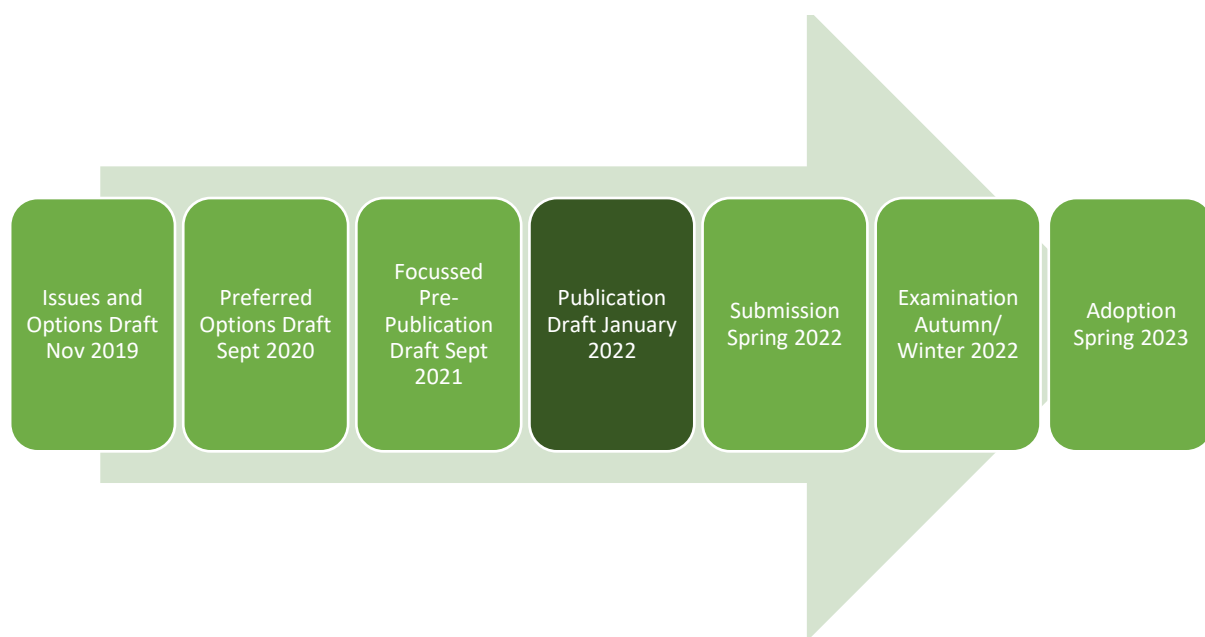 Issues and
Options Draft
Nov 2019
Preferred
Options Draft
Sept 2020
Focussed
Pre-
Publication
Draft Sept
2021
Publication
Draft January
2022
Submission
Spring 2022
Examination
Autumn/
Winter 2022
Adoption
Spring 2023